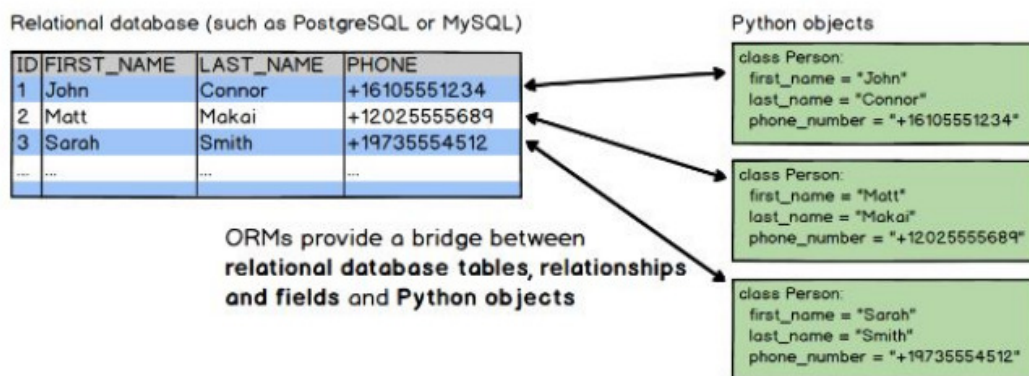 Relational database (such as PostgreSQL or MySQL)
ID FIRST_NAME LAST_NAME PHONE
1 John Connor +16105551234
2 Matt Makai +12025555689
3 Sarah Smith +19735554512
... ... ... ...
ORMs provide a bridge between
relational database tables, relationships
and fields and Python objects
Python objects
class Person:
first_name = "John"
last_name = "Connor"
phone_number = "+16105551234"
class Person:
first_name = "Matt"
last_name = "Makai"
phone_number = "+12025555689"
class Person:
first_name = "Sarah"
last_name = "Smith"
phone_number = "+19735554512"